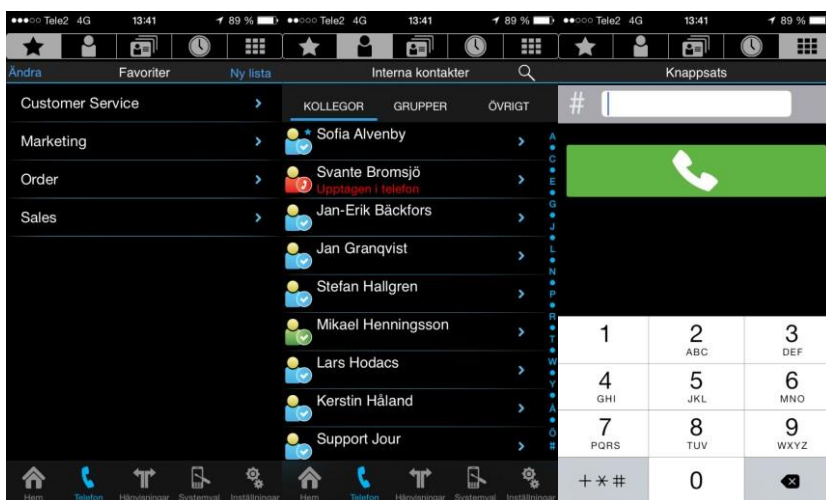 Tele2 4G 13:41 89 %
Ändra Favoriter Ny lista
Customer Service
Marketing
Order
Sales
Hem Telefon Hänvisningar Systemval Inställningar
Tele2 4G 13:41 89 %
Interna kontakter
KOLLEGOR GRUPPER ÖVRIGT
Sofia Alvenby
Svante Bromsjö
Upptagen i telefon
Jan-Erik Bäckfors
Jan Granqvist
Stefan Hallgren
Mikael Henningsson
Lars Hodacs
Kerstin Håland
Support Jour
A
C
E
G
J
L
N
P
R
T
W
Y
Å
Ö
#
Hem Telefon Hänvisningar Systemval Inställningar
Tele2 4G 13:41 89 %
Knappsats
#
1 2 3
ABC DEF
4 5 6
GHI JKL MNO
7 8 9
PQRS TUV WXYZ
+*# 0